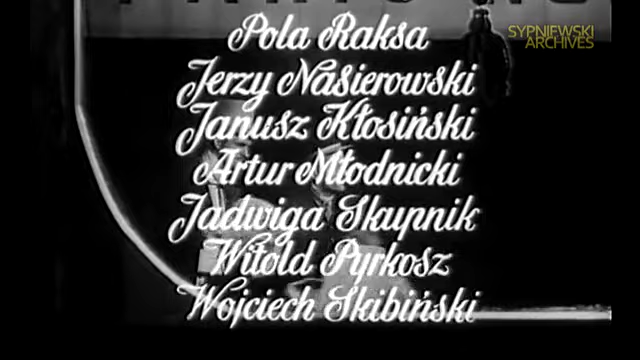 SYPNIEWSKI
ARCHIVES
Pola Raksa
Jerzy Nasierowski
Janusz Kłosiński
Artur Młodnicki
Jadwiga Skupnik
Witold Pyrkosz
Wojciech Skibiński